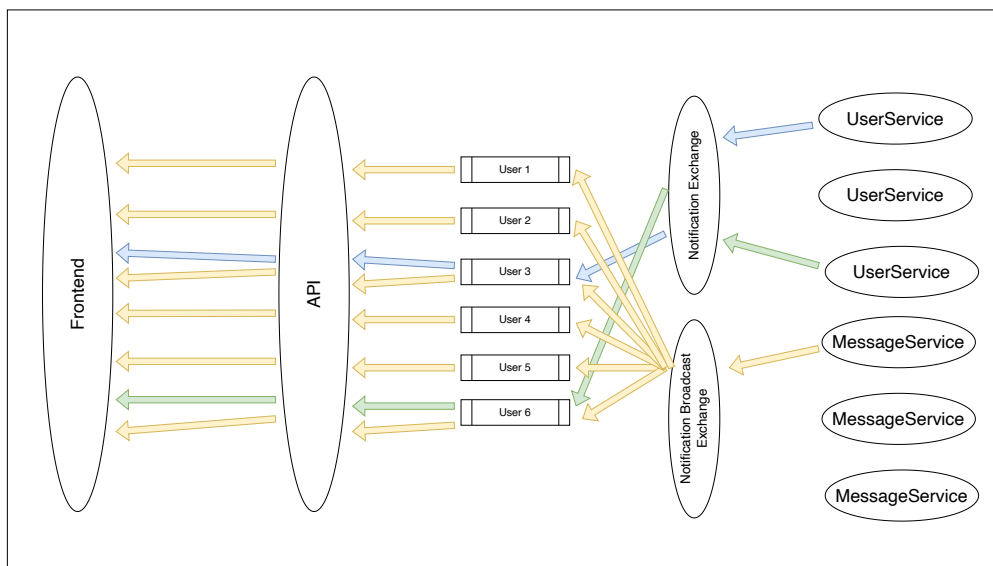 Frontend
API
User 1
User 2
User 3
User 4
User 5
User 6
Notification Exchange
Notification Broadcast
Exchange
UserService
UserService
UserService
MessageService
MessageService
MessageService